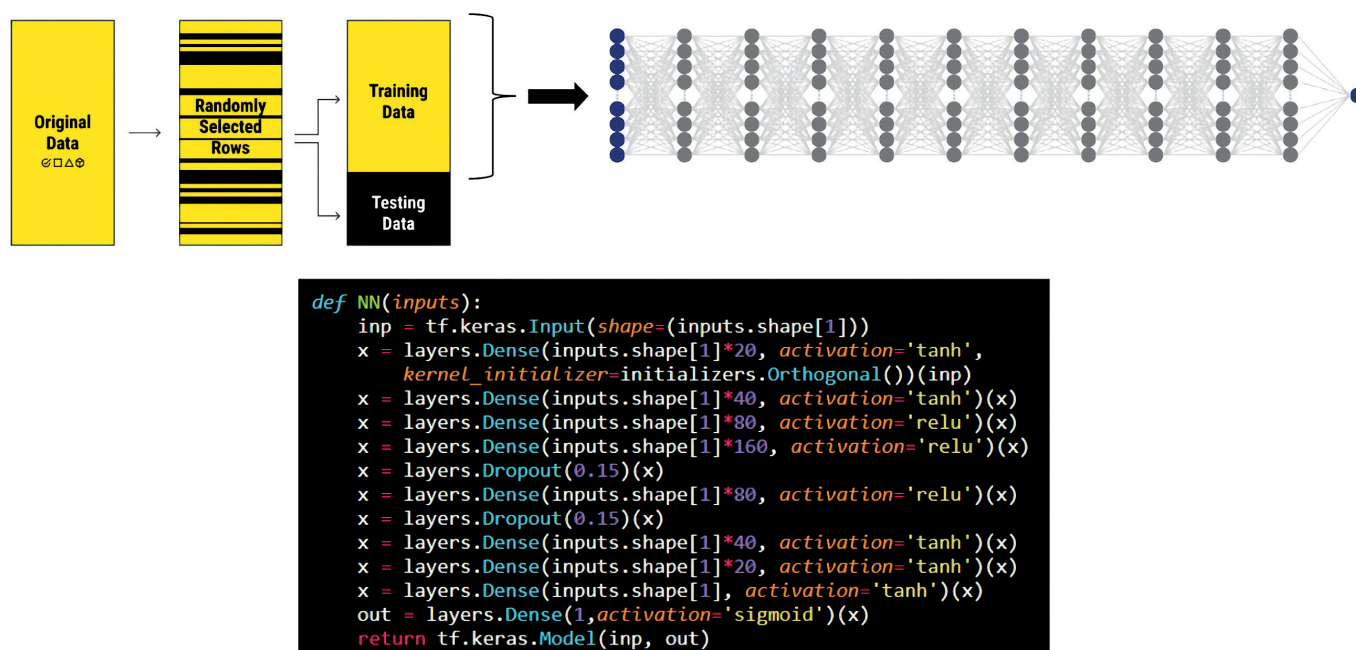 Original
Data
Randomly
Selected
Rows
Training
Data
Testing
Data
def NN(inputs):
    inp = tf.keras.Input(shape=(inputs.shape[1]))
    x = layers.Dense(inputs.shape[1]*20, activation='tanh',
        kernel_initializer=initializers.Orthogonal())(inp)
    x = layers.Dense(inputs.shape[1]*40, activation='tanh')(x)
    x = layers.Dense(inputs.shape[1]*80, activation='relu')(x)
    x = layers.Dense(inputs.shape[1]*160, activation='relu')(x)
    x = layers.Dropout(0.15)(x)
    x = layers.Dense(inputs.shape[1]*80, activation='relu')(x)
    x = layers.Dropout(0.15)(x)
    x = layers.Dense(inputs.shape[1]*40, activation='tanh')(x)
    x = layers.Dense(inputs.shape[1]*20, activation='tanh')(x)
    x = layers.Dense(inputs.shape[1], activation='tanh')(x)
    out = layers.Dense(1,activation='sigmoid')(x)
    return tf.keras.Model(inp, out)